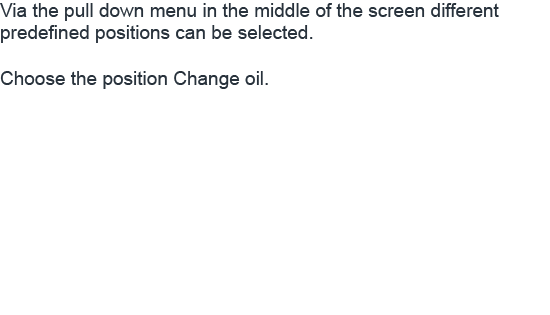 Via the pull down menu in the middle of the screen different
predefined positions can be selected.
Choose the position Change oil.